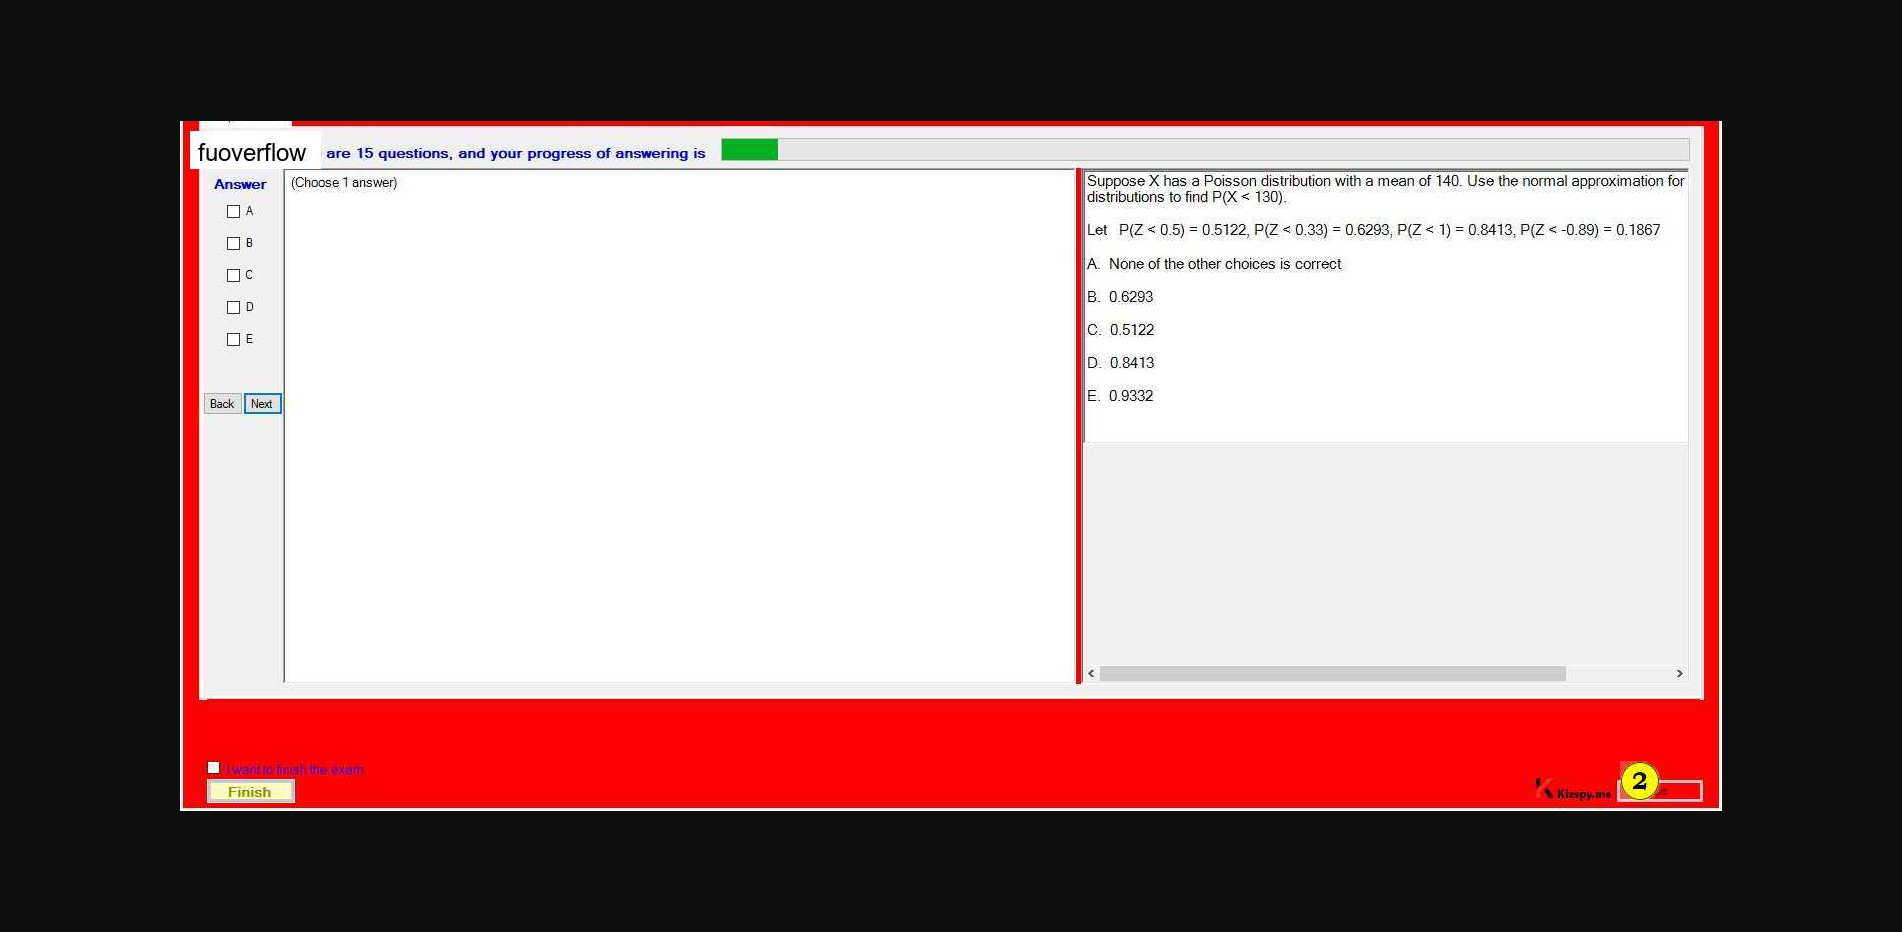 fuoverflow are 15 questions, and your progress of answering is
Answer
(Choose 1 answer)
A
B
C
D
E
Back Next
Suppose X has a Poisson distribution with a mean of 140. Use the normal approximation for
distributions to find P(X < 130).
Let P(Z < 0.5) = 0.5122, P(Z < 0.33) = 0.6293, P(Z < 1) = 0.8413, P(Z < -0.89) = 0.1867
A. None of the other choices is correct
B. 0.6293
C. 0.5122
D. 0.8413
E. 0.9332
I want to finish the exam
Finish
Kizspy.me
2